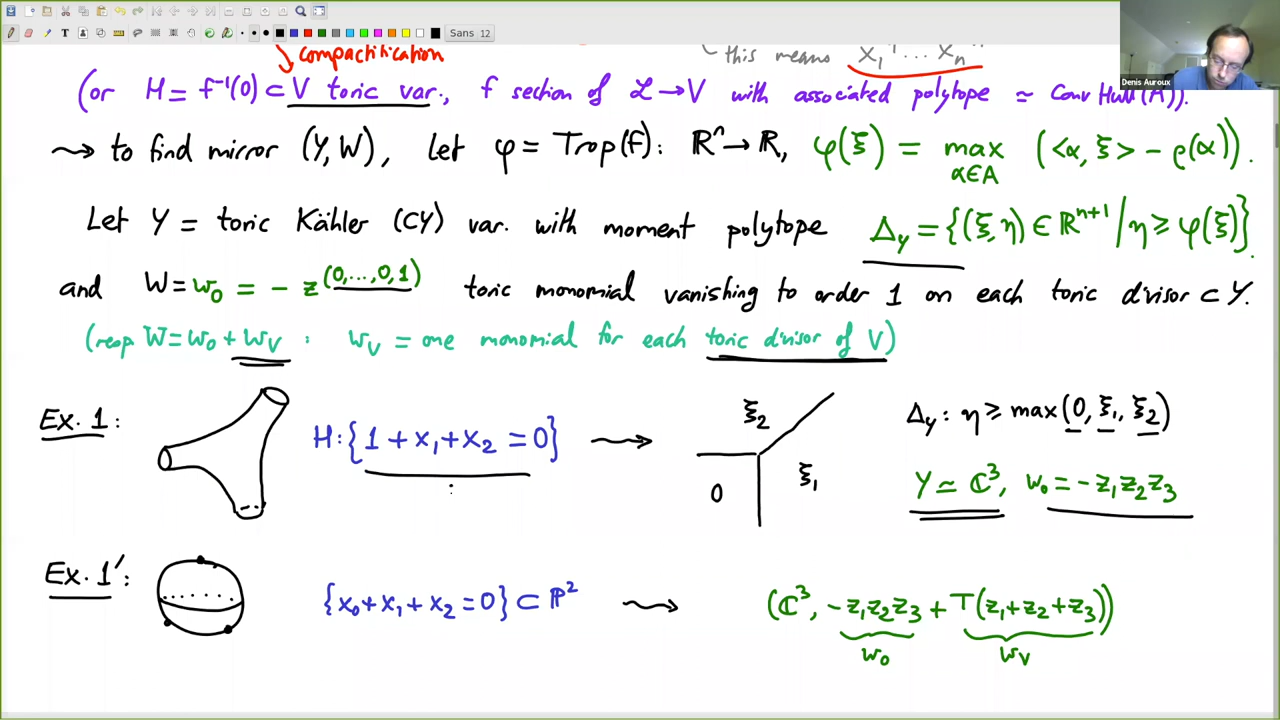 Sans 12
Denis Auroux
compactification
this means x₁ ... xₙ
(or H = f⁻¹(0) ⊂ V toric var., f section of ℒ → V with associated polytope ≃ Conv Hull (A)).
⇝ to find mirror (Y,W), Let φ = Trop(f): ℝⁿ → ℝ, φ(ξ) = max (<α, ξ> - ρ(α)).
α∈A
Let Y = toric Kähler (CY) var. with moment polytope Δ_Y = {(ξ,η) ∈ ℝⁿ⁺¹ / η ≥ φ(ξ)}.
and W = w₀ = - z^(0,...,0,1) toric monomial vanishing to order 1 on each toric divisor ⊂ Y.
(resp W = w₀ + w_V : w_V = one monomial for each toric divisor of V)
Ex. 1: H: {1 + x₁ + x₂ = 0} ⇝ ξ₂ ξ₁ 0 Δ_Y : η ≥ max(0, ξ₁, ξ₂)
Y ≃ ℂ³, w₀ = - z₁z₂z₃
Ex. 1': {x₀ + x₁ + x₂ = 0} ⊂ ℙ² ⇝ (ℂ³, -z₁z₂z₃ + T(z₁+z₂+z₃))
w₀ w_V